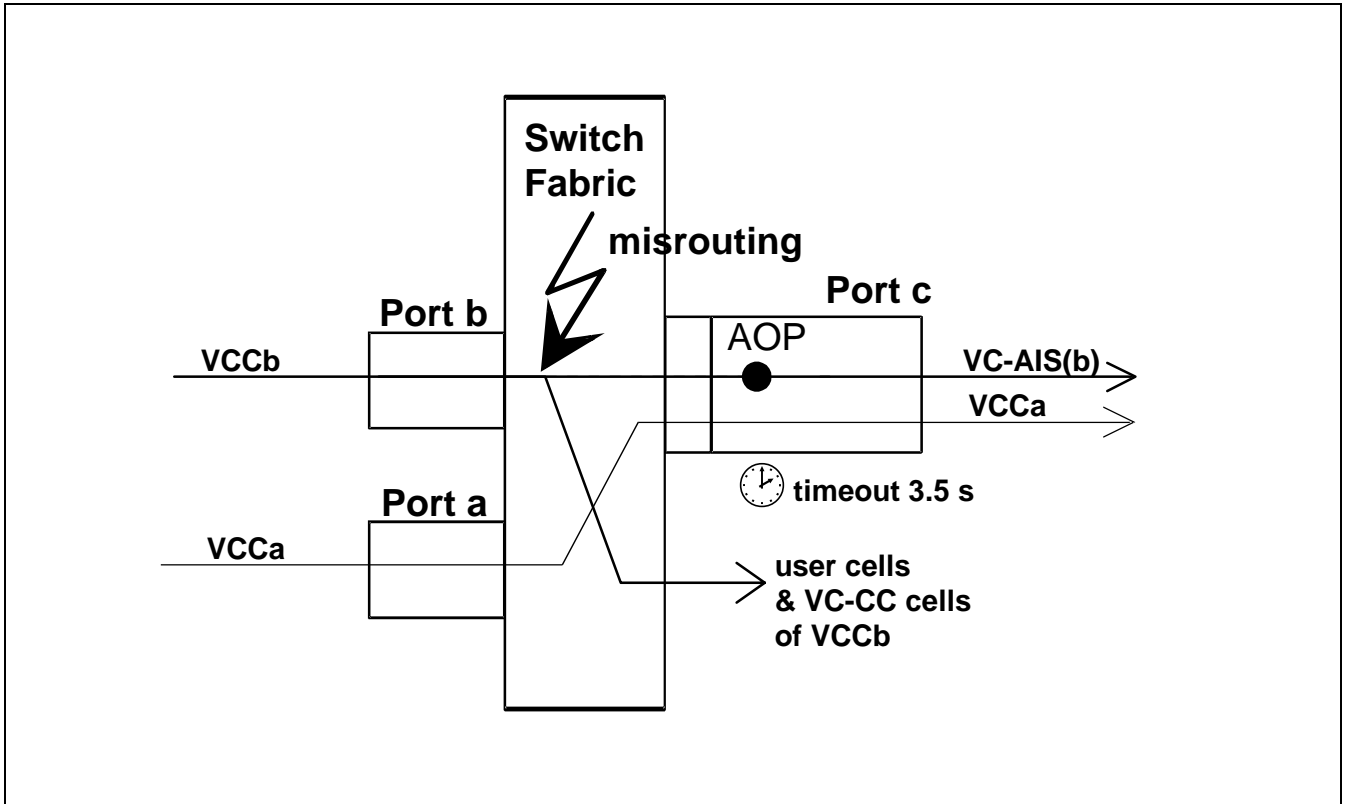 Switch
Fabric
misrouting
Port c
Port b
AOP
VCCb
VC-AIS(b)
VCCa
timeout 3.5 s
Port a
VCCa
user cells
& VC-CC cells
of VCCb